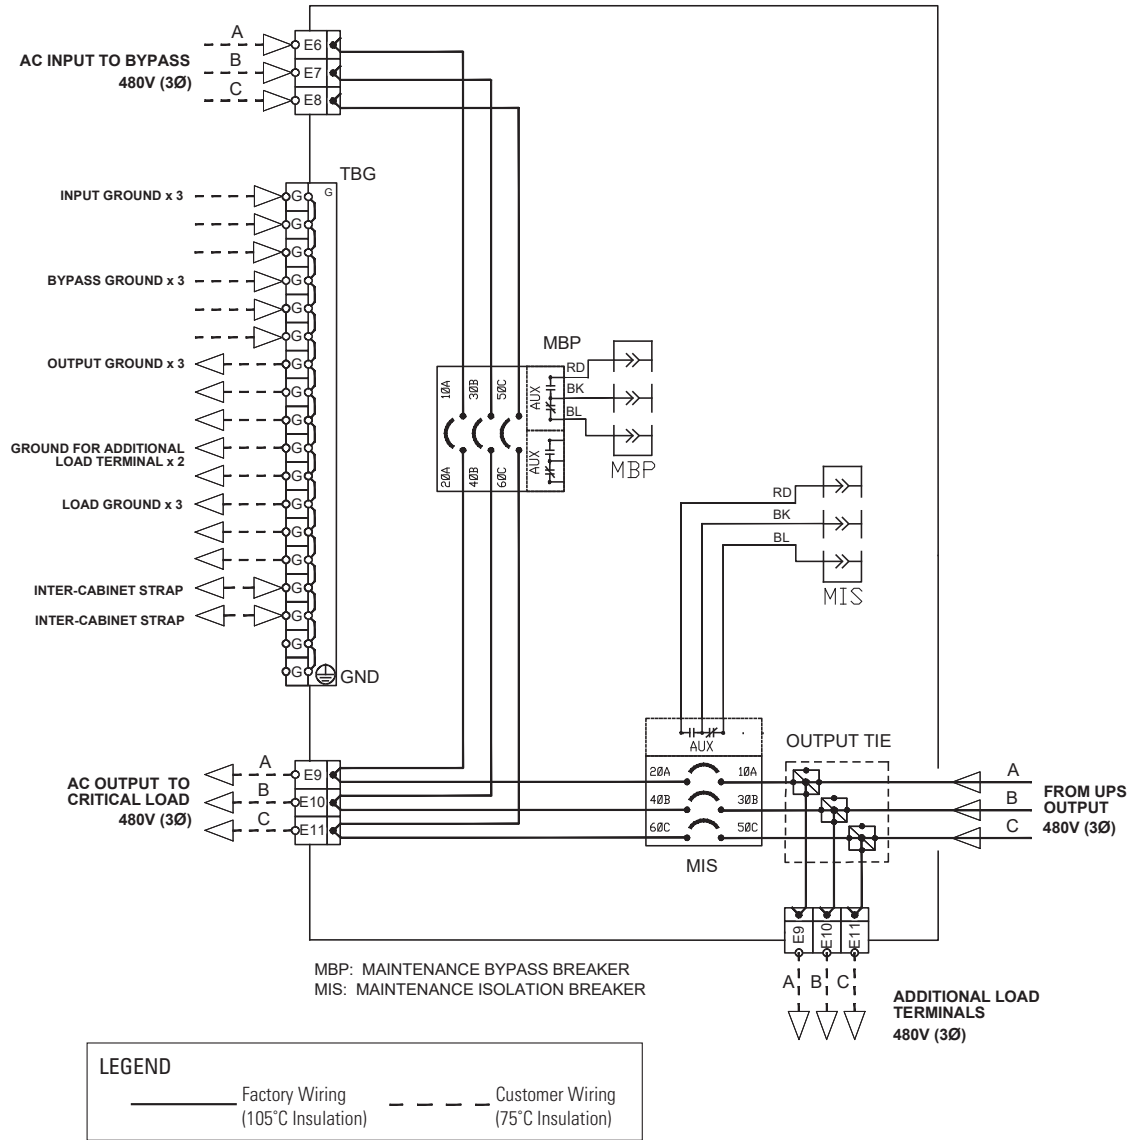 A
E6
AC INPUT TO BYPASS
B
E7
480V (3Ø)
C
E8
TBG
INPUT GROUND x 3
G
G
G
G
BYPASS GROUND x 3
G
G
G
OUTPUT GROUND x 3
G
G
G
GROUND FOR ADDITIONAL
LOAD TERMINAL x 2
G
G
LOAD GROUND x 3
G
G
G
INTER-CABINET STRAP
G
INTER-CABINET STRAP
G
G
G
GND
MBP
10A
30B
50C
AUX
RD
BK
BL
20A
40B
60C
AUX
MBP
RD
BK
BL
MIS
AUX
OUTPUT TIE
20A
10A
40B
30B
60C
50C
MIS
A
B
C
FROM UPS
OUTPUT
480V (3Ø)
AC OUTPUT TO
CRITICAL LOAD
480V (3Ø)
A
B
C
E9
E10
E11
E9
E10
E11
A
B
C
ADDITIONAL LOAD
TERMINALS
480V (3Ø)
MBP: MAINTENANCE BYPASS BREAKER
MIS: MAINTENANCE ISOLATION BREAKER
LEGEND
Factory Wiring
(105˚C Insulation)
Customer Wiring
(75˚C Insulation)